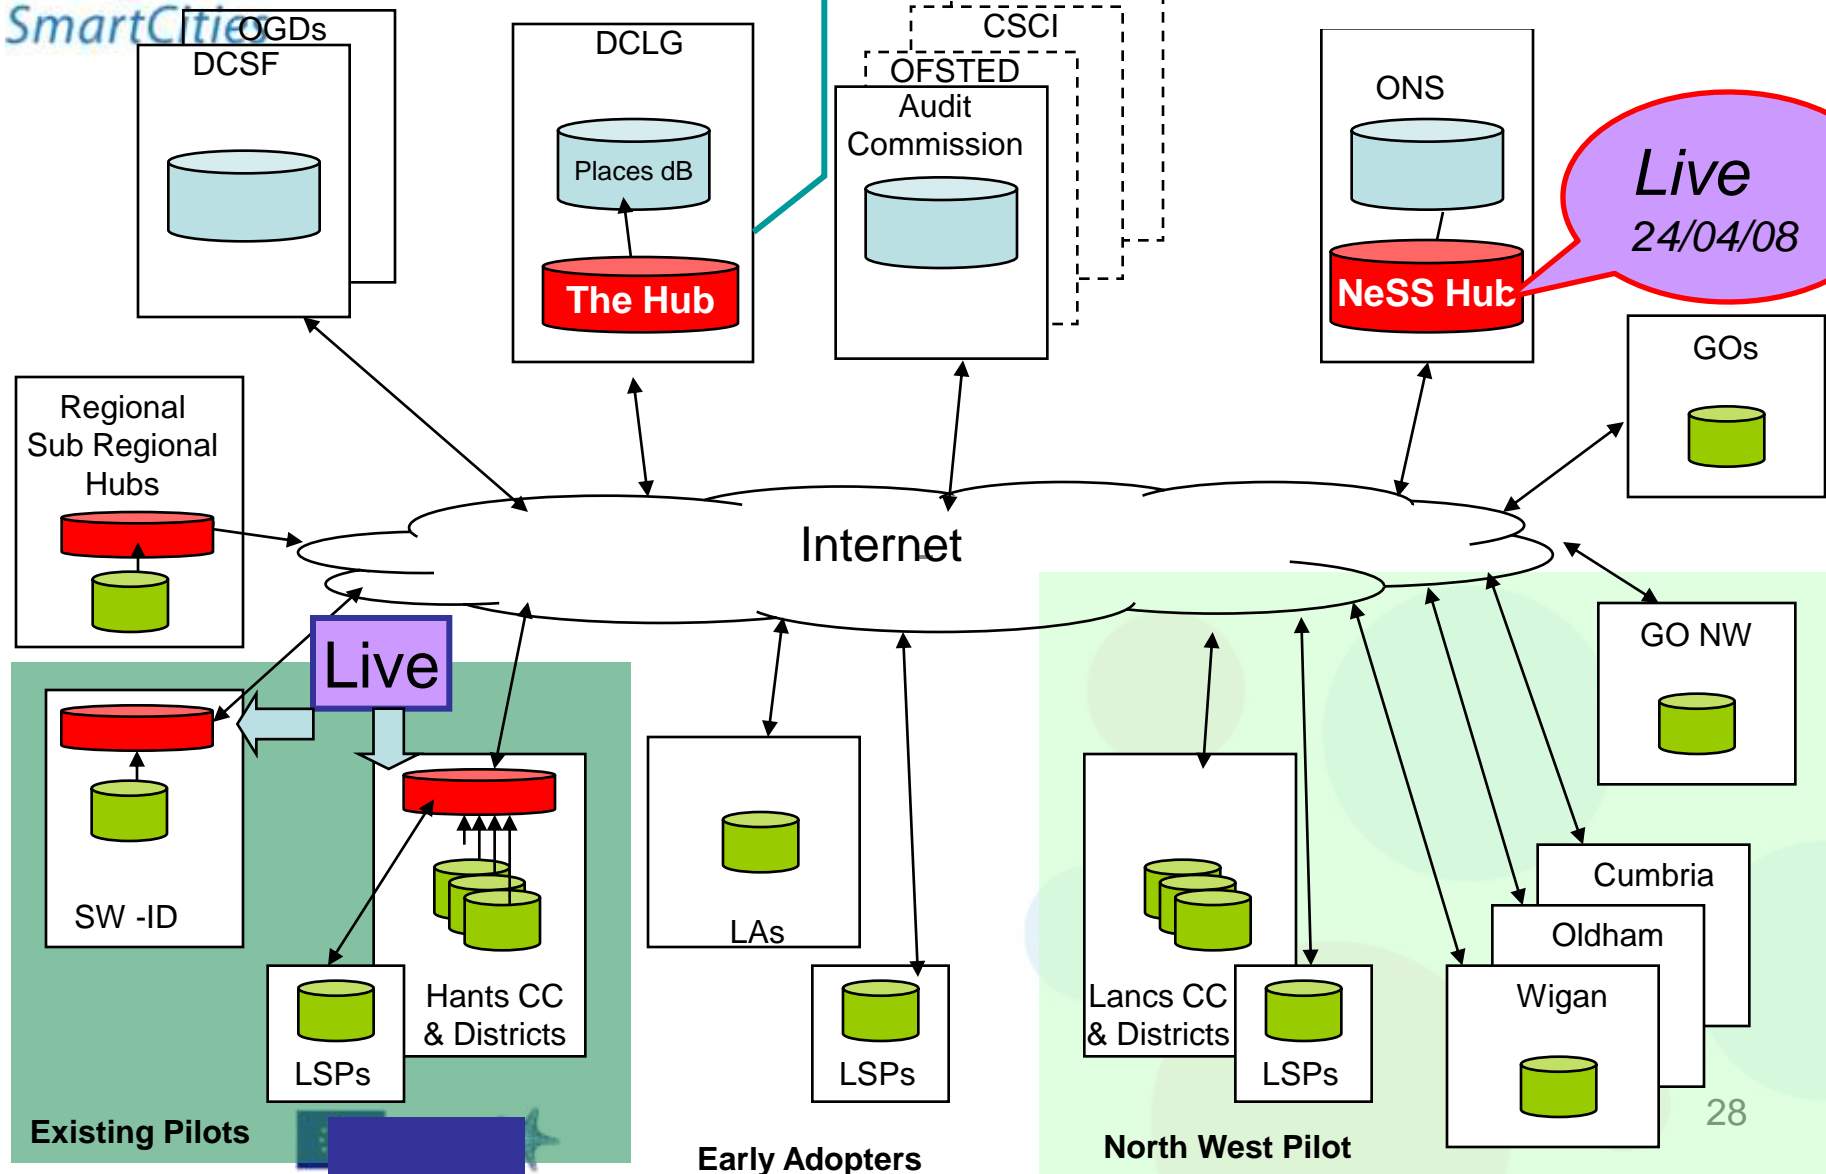 SmartCities
OGDs
DCSF
DCLG
Places dB
The Hub
CSCI
OFSTED
Audit
Commission
ONS
NeSS Hub
Live
24/04/08
GOs
Regional
Sub Regional
Hubs
Internet
GO NW
Live
SW -ID
Hants CC
& Districts
LSPs
Existing Pilots
LAs
LSPs
Early Adopters
Lancs CC
& Districts
LSPs
Cumbria
Oldham
Wigan
North West Pilot
28